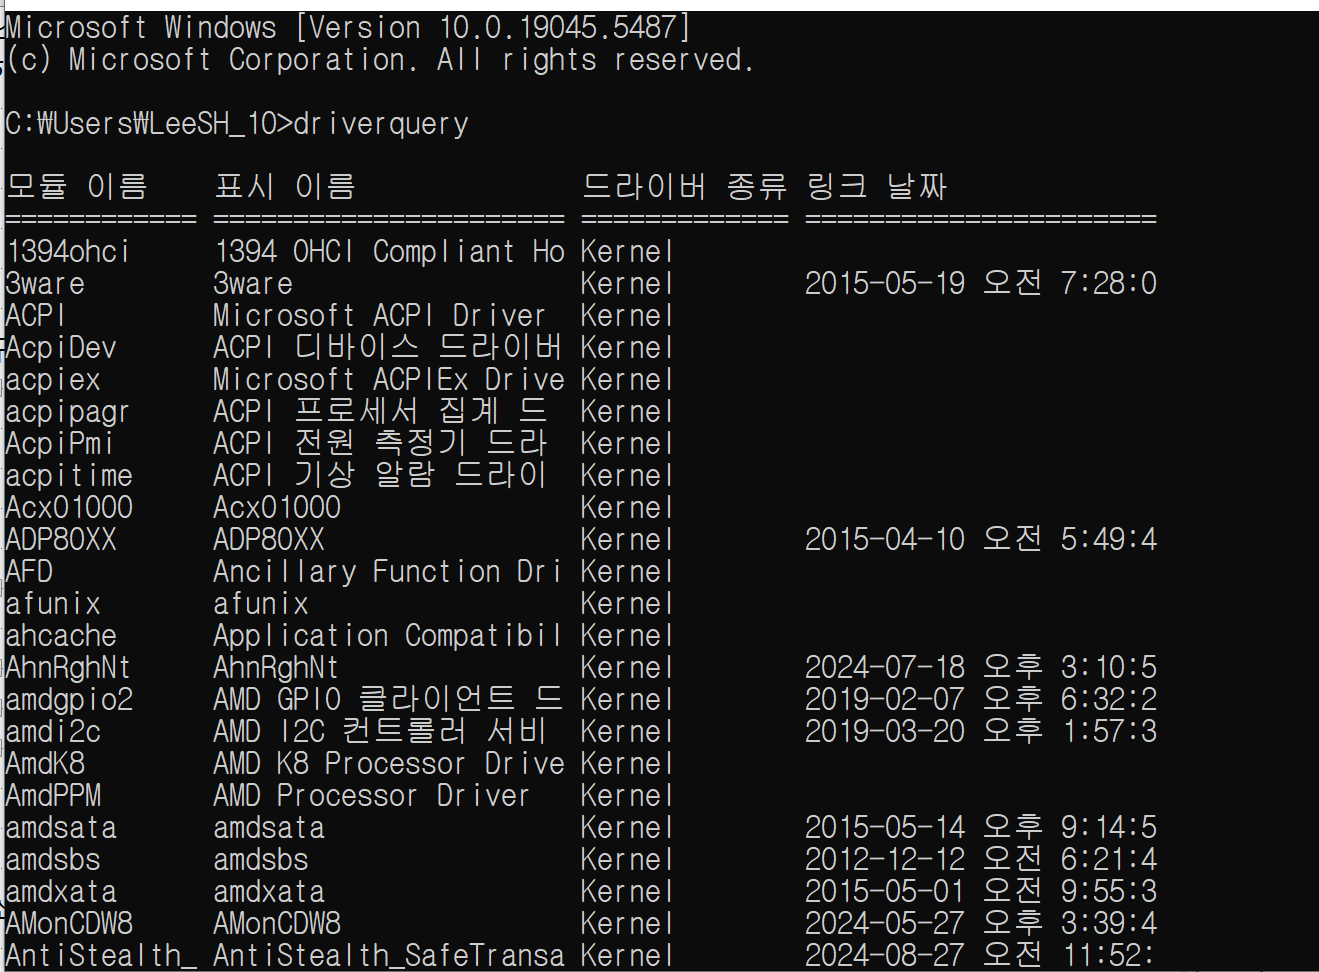 Microsoft Windows [Version 10.0.19045.5487]
(c) Microsoft Corporation. All rights reserved.
C:₩Users₩LeeSH_10>driverquery
모듈 이름 표시 이름 드라이버 종류 링크 날짜
============ ====================== ============= ======================
1394ohci 1394 OHCI Compliant Ho Kernel
3ware 3ware Kernel 2015-05-19 오전 7:28:0
ACPI Microsoft ACPI Driver Kernel
AcpiDev ACPI 디바이스 드라이버 Kernel
acpiex Microsoft ACPIEx Drive Kernel
acpipagr ACPI 프로세서 집계 드 Kernel
AcpiPmi ACPI 전원 측정기 드라 Kernel
acpitime ACPI 기상 알람 드라이 Kernel
Acx01000 Acx01000 Kernel
ADP80XX ADP80XX Kernel 2015-04-10 오전 5:49:4
AFD Ancillary Function Dri Kernel
afunix afunix Kernel
ahcache Application Compatibil Kernel
AhnRghNt AhnRghNt Kernel 2024-07-18 오후 3:10:5
amdgpio2 AMD GPIO 클라이언트 드 Kernel 2019-02-07 오후 6:32:2
amdi2c AMD I2C 컨트롤러 서비 Kernel 2019-03-20 오후 1:57:3
AmdK8 AMD K8 Processor Drive Kernel
AmdPPM AMD Processor Driver Kernel
amdsata amdsata Kernel 2015-05-14 오후 9:14:5
amdsbs amdsbs Kernel 2012-12-12 오전 6:21:4
amdxata amdxata Kernel 2015-05-01 오전 9:55:3
AMonCDW8 AMonCDW8 Kernel 2024-05-27 오후 3:39:4
AntiStealth_ AntiStealth_SafeTransa Kernel 2024-08-27 오전 11:52: